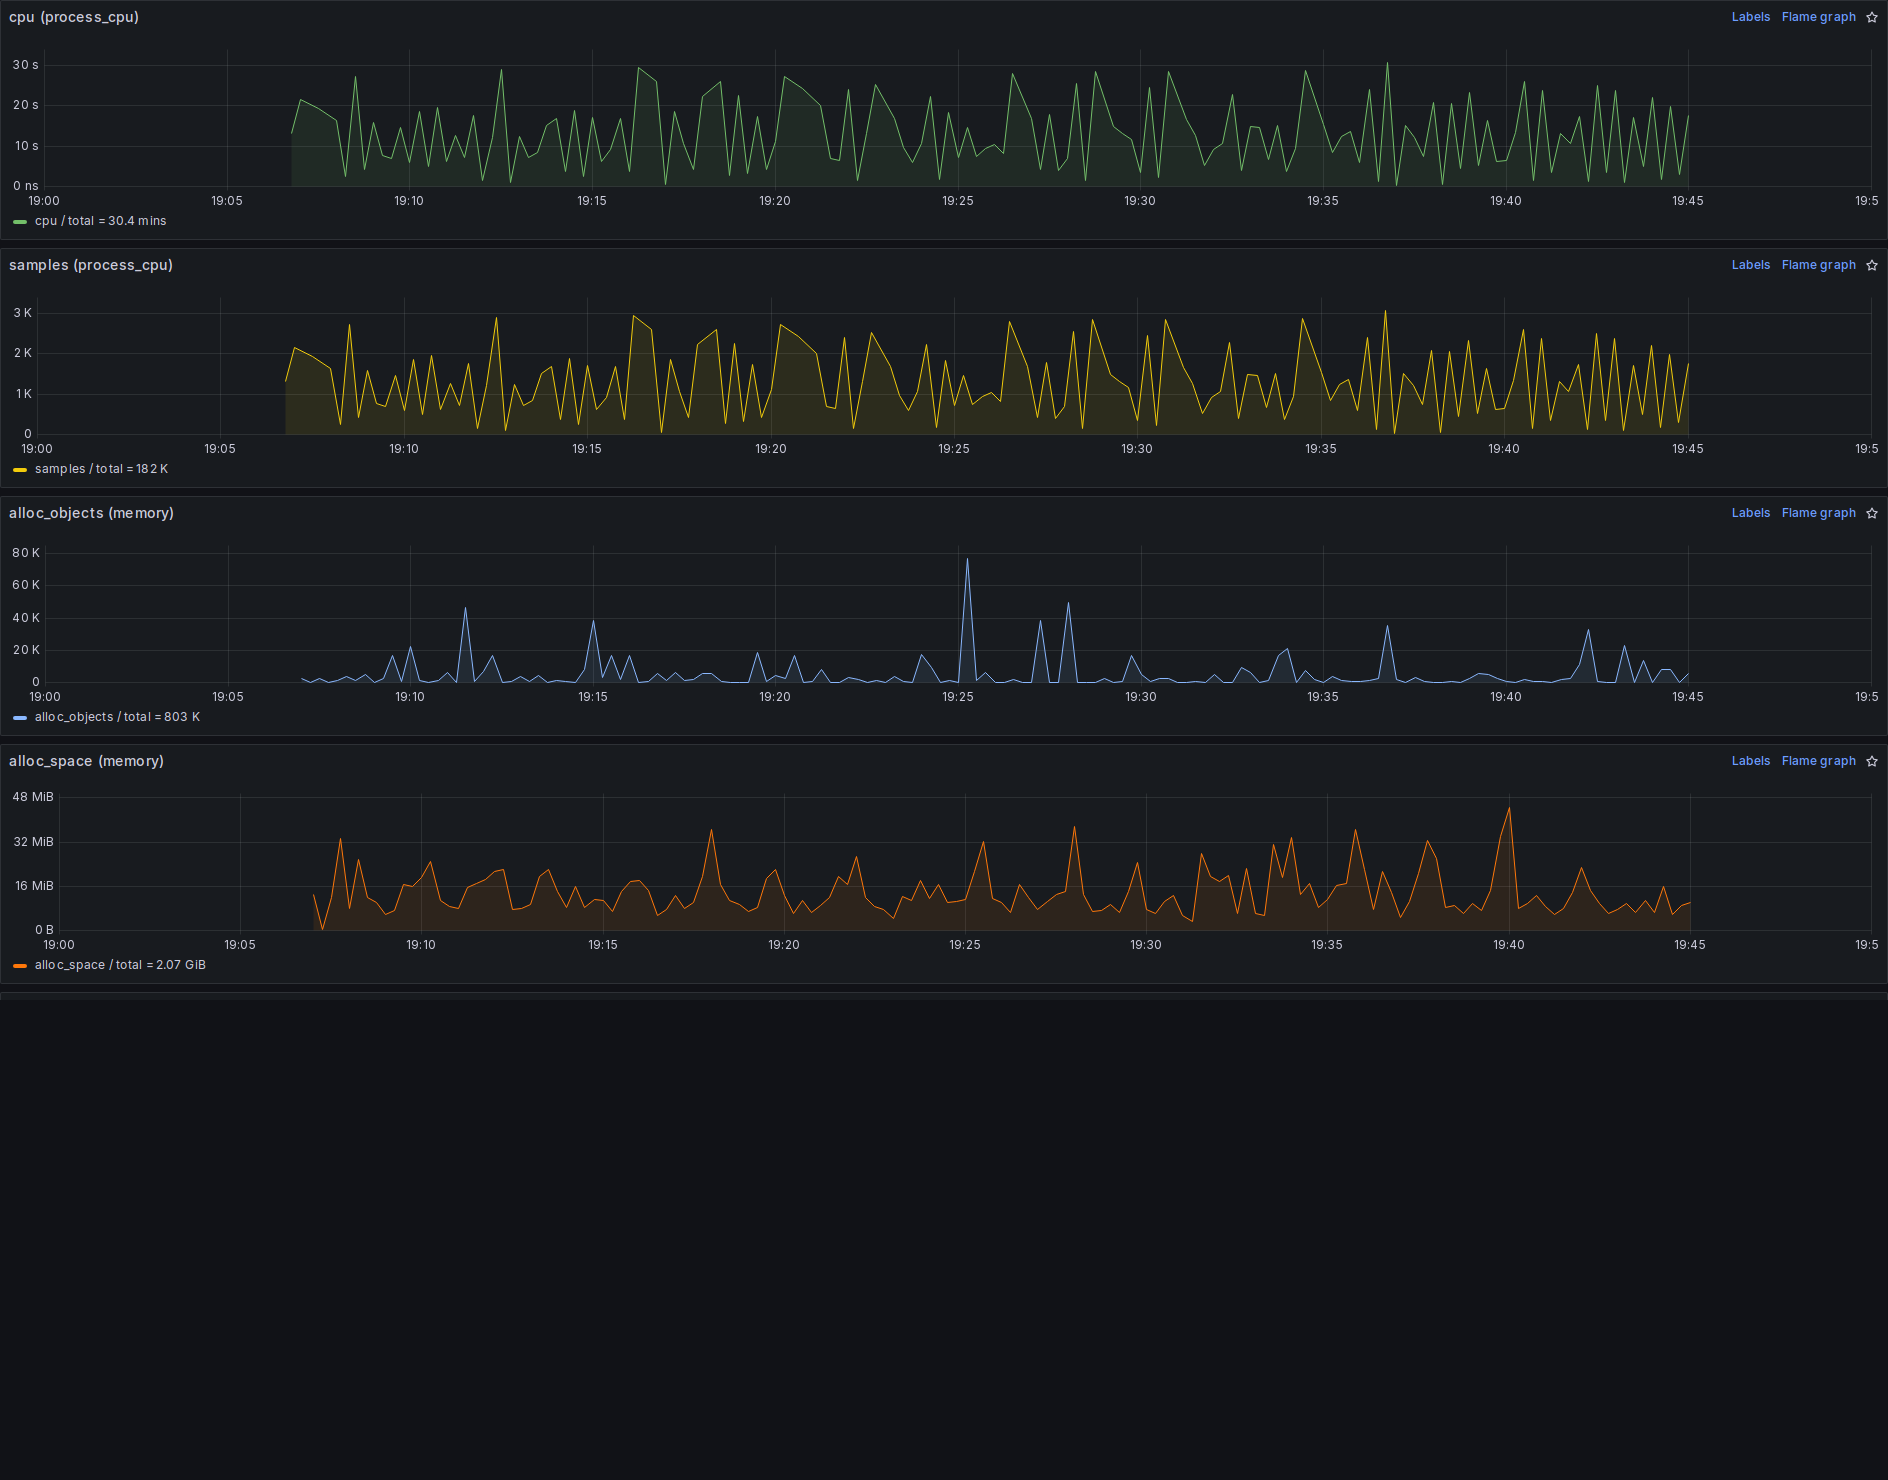 cpu (process_cpu) Labels Flame graph
30 s
20 s
10 s
0 ns
19:00 19:05 19:10 19:15 19:20 19:25 19:30 19:35 19:40 19:45 19:5
cpu / total = 30.4 mins
samples (process_cpu) Labels Flame graph
3 K
2 K
1 K
0
19:00 19:05 19:10 19:15 19:20 19:25 19:30 19:35 19:40 19:45 19:5
samples / total = 182 K
alloc_objects (memory) Labels Flame graph
80 K
60 K
40 K
20 K
0
19:00 19:05 19:10 19:15 19:20 19:25 19:30 19:35 19:40 19:45 19:5
alloc_objects / total = 803 K
alloc_space (memory) Labels Flame graph
48 MiB
32 MiB
16 MiB
0 B
19:00 19:05 19:10 19:15 19:20 19:25 19:30 19:35 19:40 19:45 19:5
alloc_space / total = 2.07 GiB